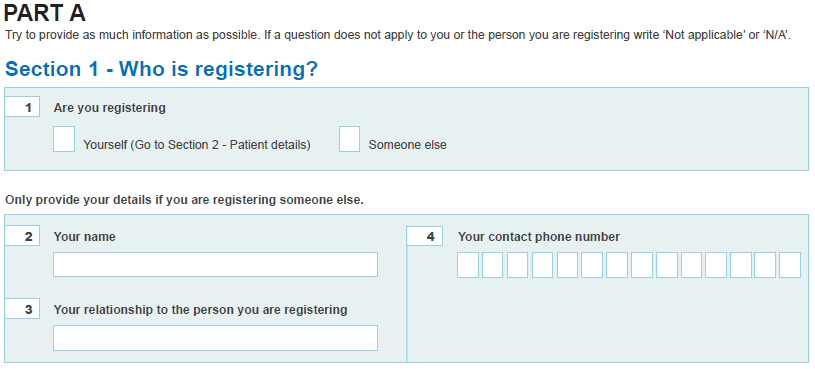 PART A
Try to provide as much information as possible. If a question does not apply to you or the person you are registering write ‘Not applicable’ or ‘N/A’.
Section 1 - Who is registering?
1 Are you registering
Yourself (Go to Section 2 - Patient details) Someone else
Only provide your details if you are registering someone else.
2 Your name
3 Your relationship to the person you are registering
4 Your contact phone number